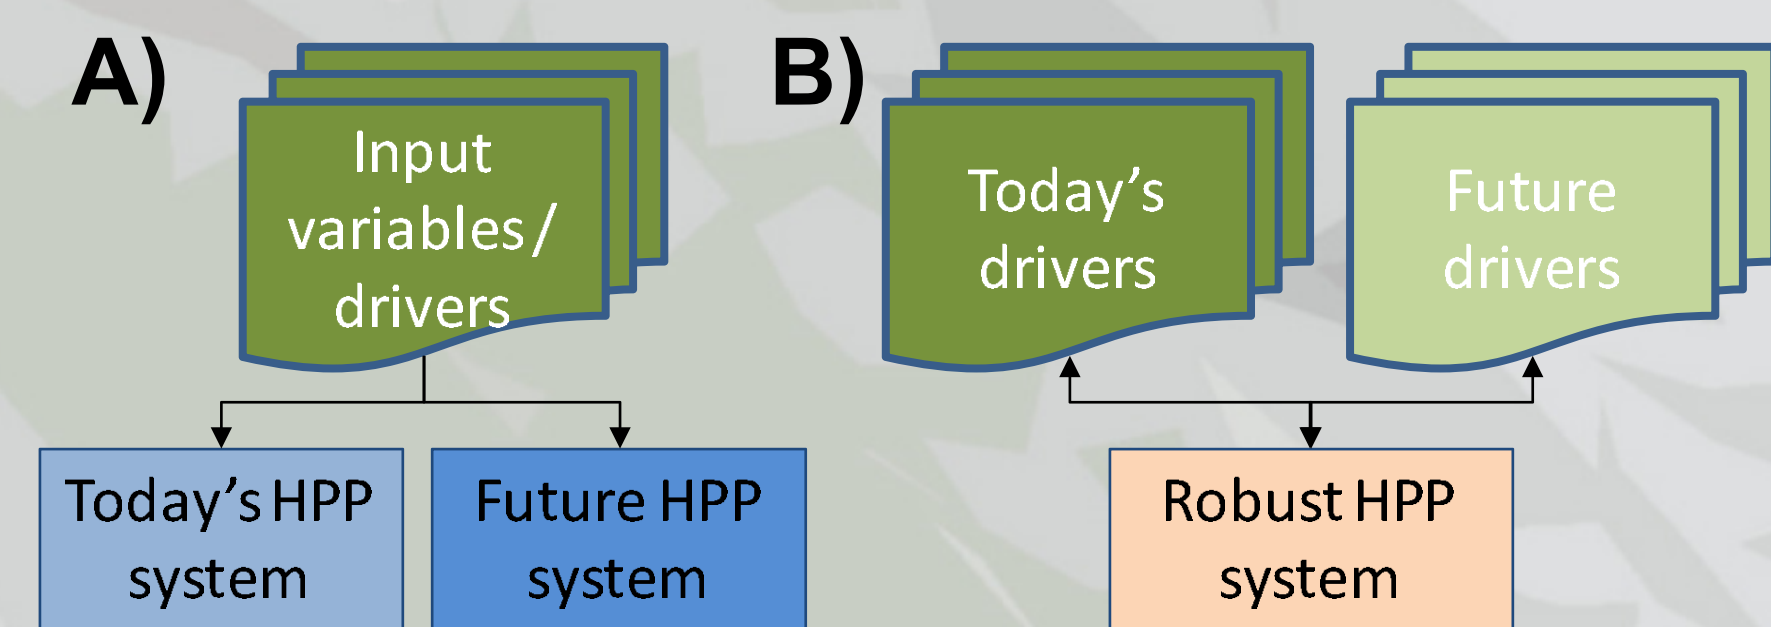 A)
Input
variables/
drivers
Today's HPP
system
Future HPP
system
B)
Today's
drivers
Future
drivers
Robust HPP
system